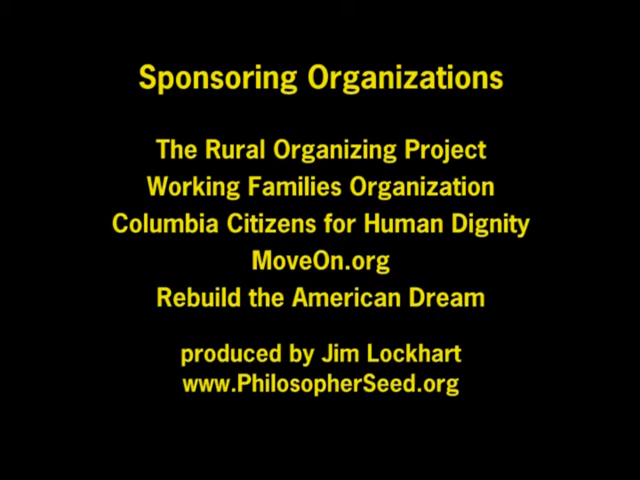 Sponsoring Organizations
The Rural Organizing Project
Working Families Organization
Columbia Citizens for Human Dignity
MoveOn.org
Rebuild the American Dream
produced by Jim Lockhart
www.PhilosopherSeed.org